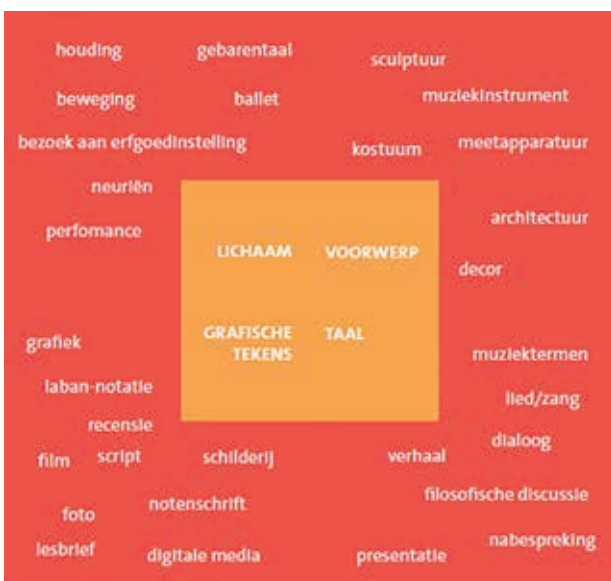 houding
gebarentaal
sculptuur
beweging
ballet
muziekinstrument
bezoek aan erfgoedinstelling
kostuum
meetapparatuur
neuriën
perfomance
architectuur
LICHAAM
VOORWERP
decor
GRAFISCHE
TEKENS
TAAL
grafiek
muziektermen
laban-notatie
lied/zang
recensie
dialoog
film
script
schilderij
verhaal
filosofische discussie
notenschrift
foto
nabespreking
lesbrief
digitale media
presentatie